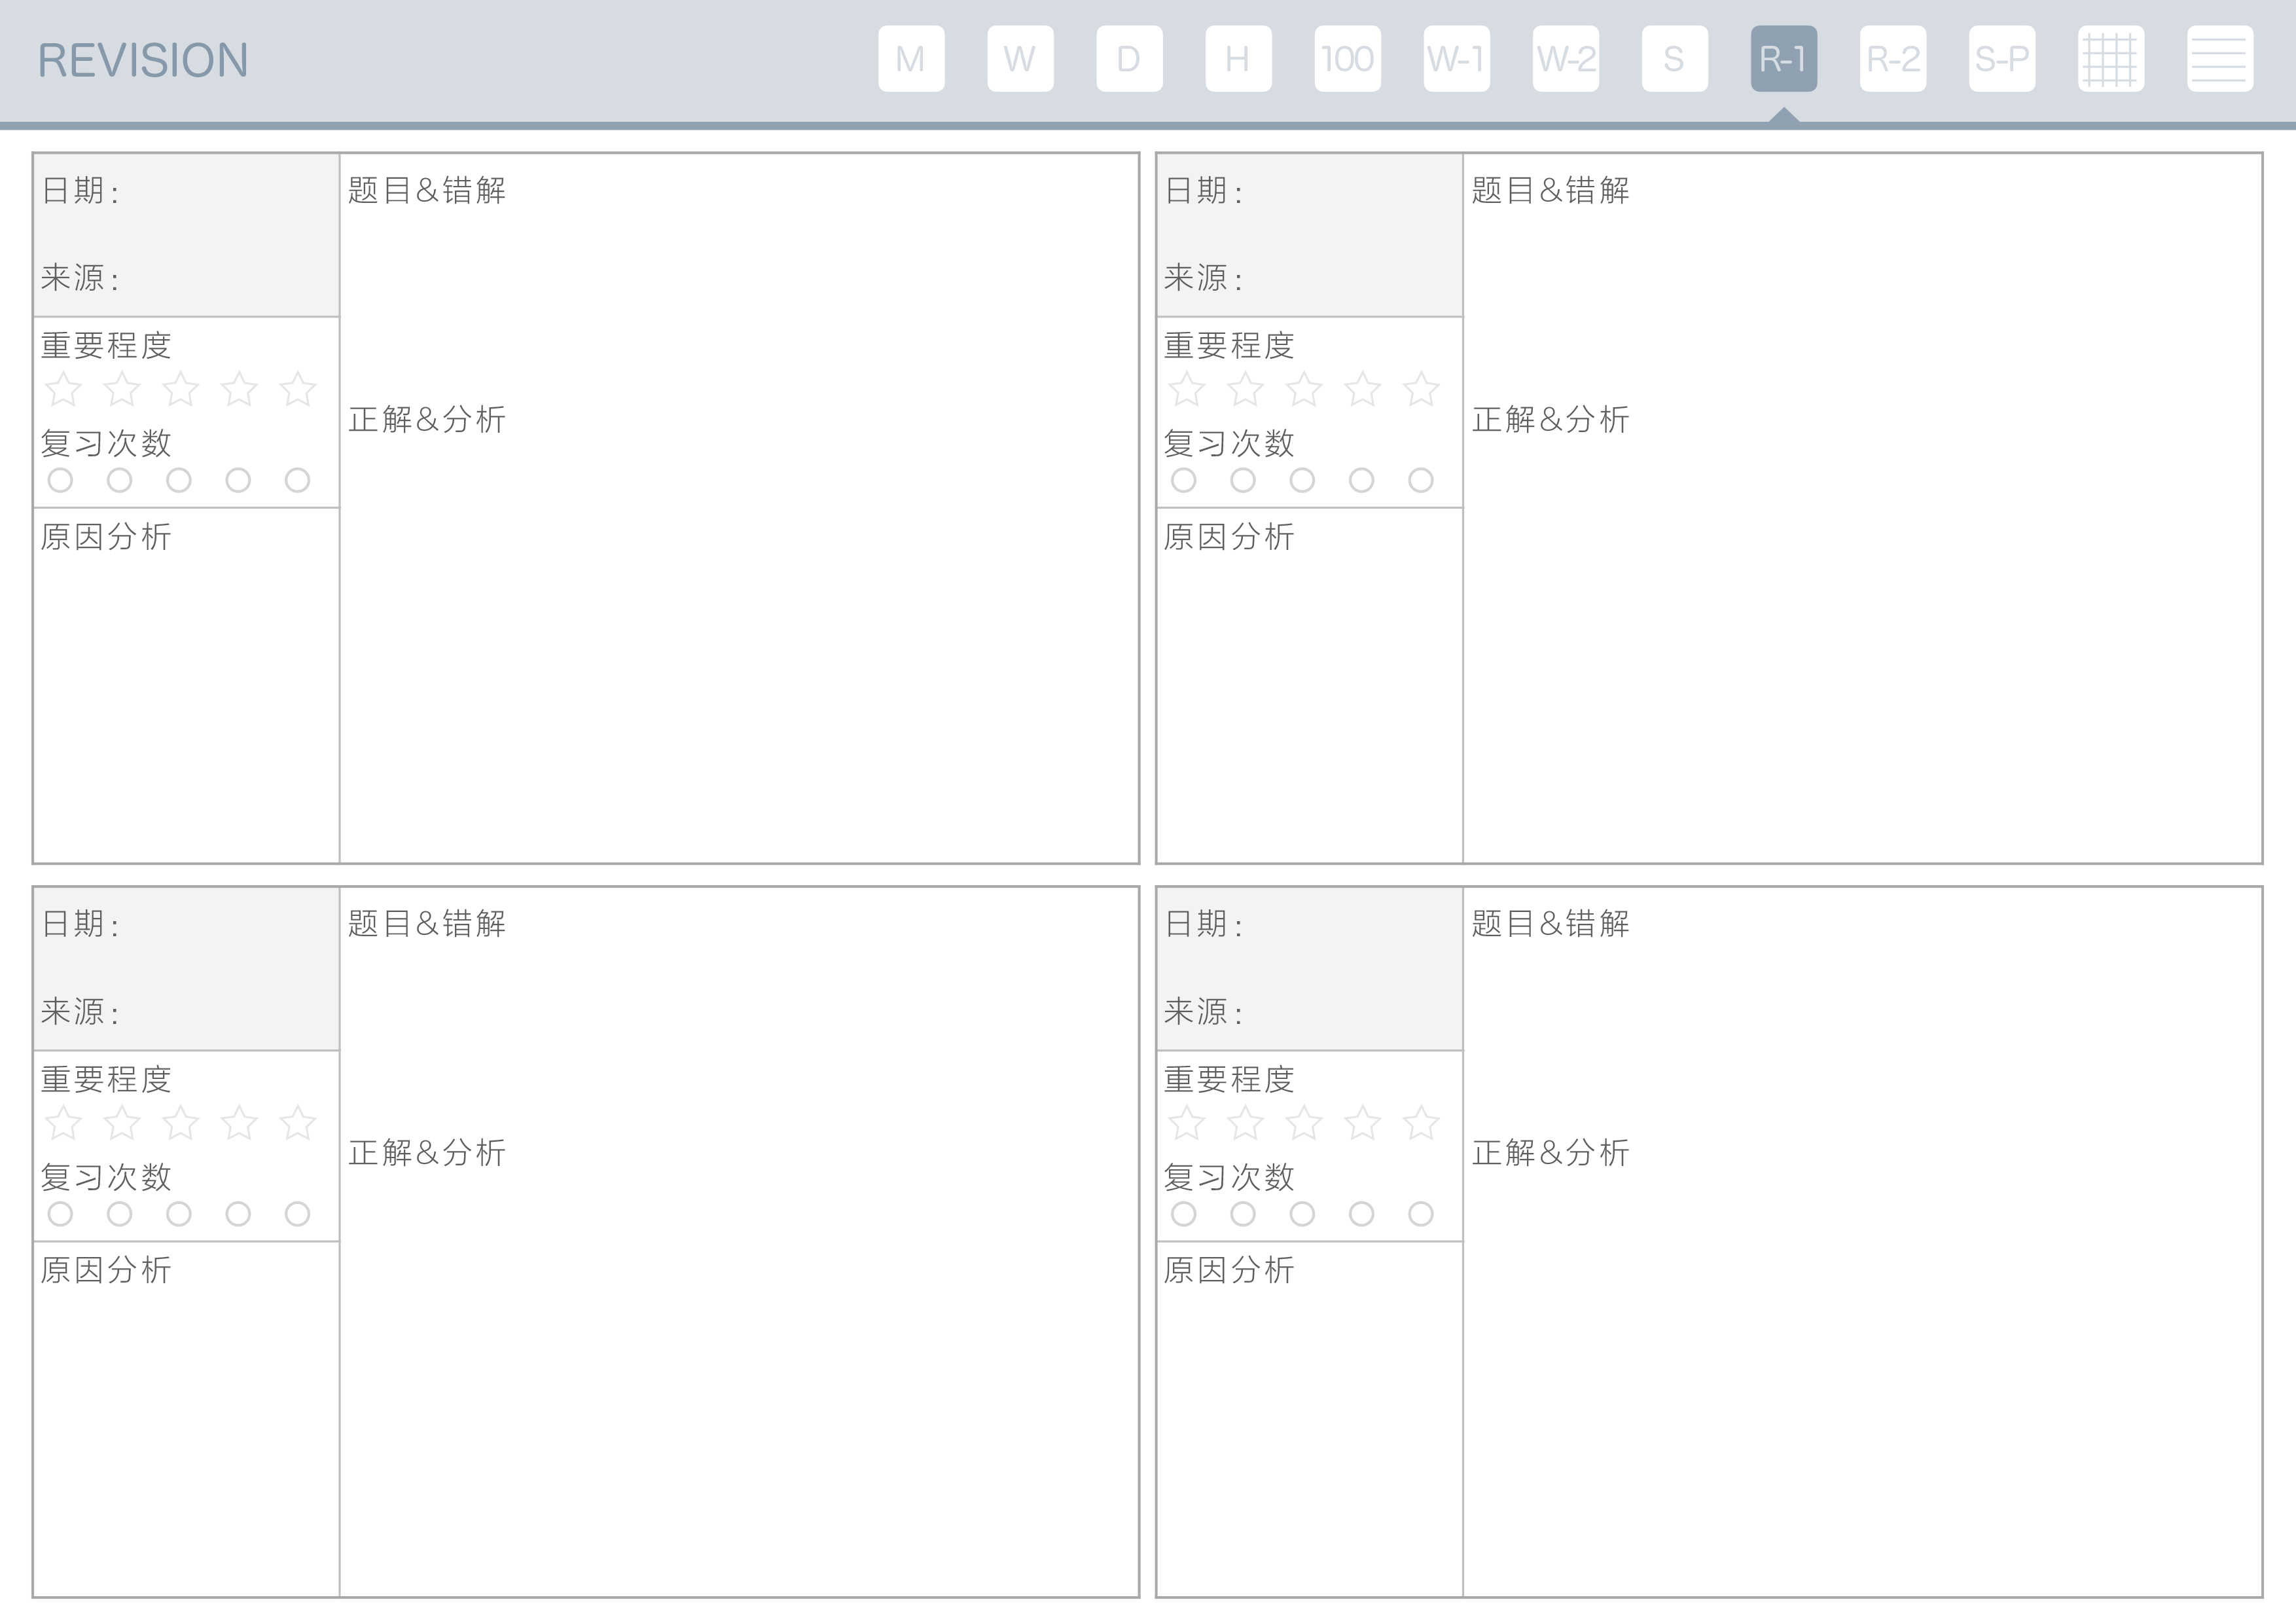 REVISION
M W D H 100 W-1 W-2 S R-1 R-2 S-P
日期：
来源：
重要程度
复习次数
原因分析
题目&错解
正解&分析
日期：
来源：
重要程度
复习次数
原因分析
题目&错解
正解&分析
日期：
来源：
重要程度
复习次数
原因分析
题目&错解
正解&分析
日期：
来源：
重要程度
复习次数
原因分析
题目&错解
正解&分析